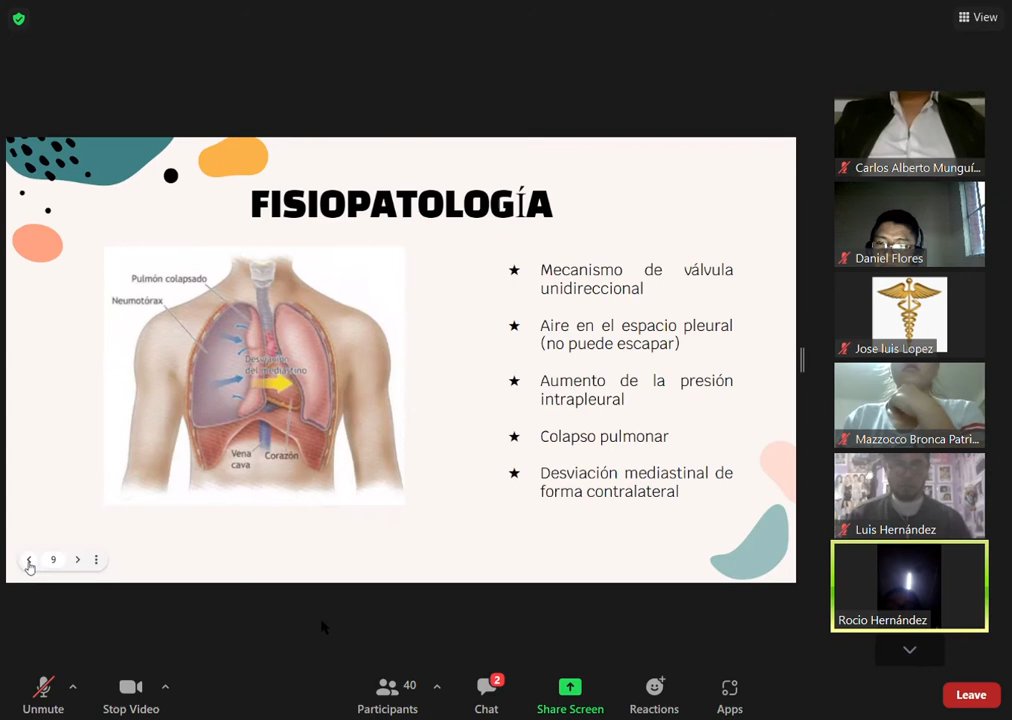 View
FISIOPATOLOGÍA
Pulmón colapsado
Neumotórax
Desviación
del mediastino
Vena
cava
Corazón
★ Mecanismo de válvula
unidireccional
★ Aire en el espacio pleural
(no puede escapar)
★ Aumento de la presión
intrapleural
★ Colapso pulmonar
★ Desviación mediastinal de
forma contralateral
9
Carlos Alberto Munguí...
Daniel Flores
Jose luis Lopez
Mazzocco Bronca Patri...
Luis Hernández
Rocio Hernández
Unmute
Stop Video
40
Participants
2
Chat
Share Screen
Reactions
Apps
Leave